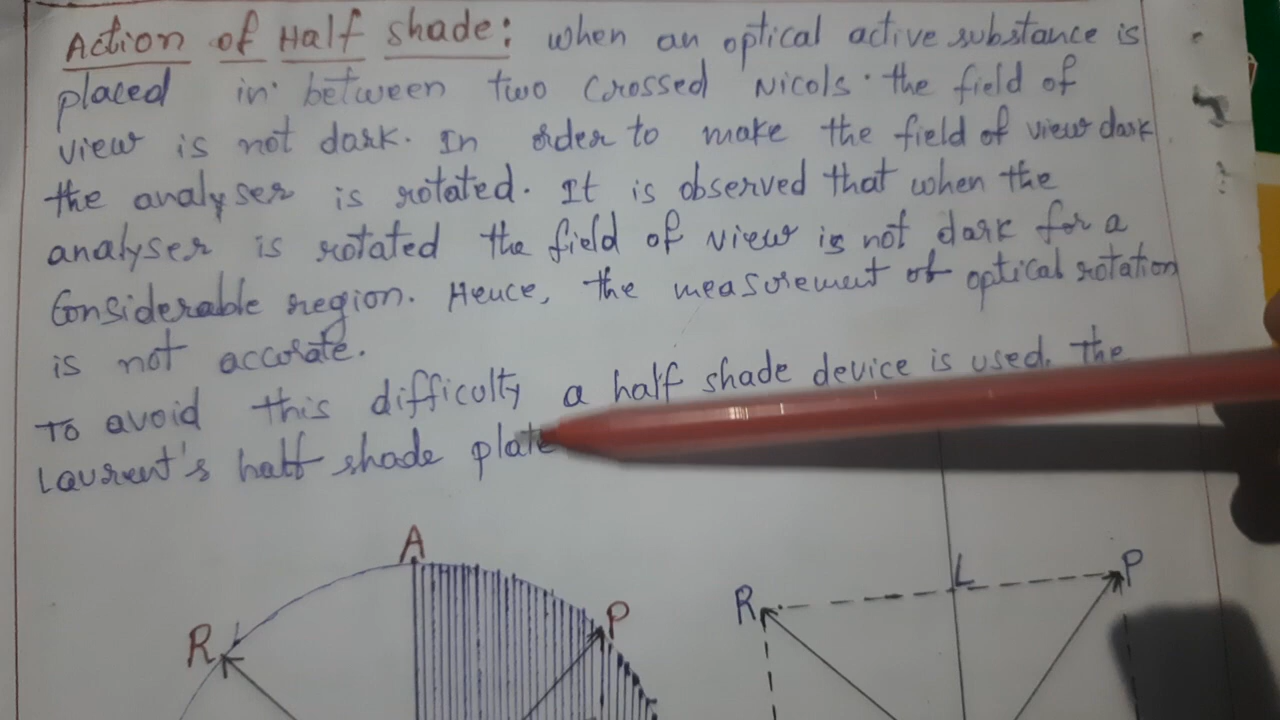 Action of Half shade: when an optical active substance is
placed in between two crossed Nicols. the field of
view is not dark. In order to make the field of view dark
the analyser is rotated. It is observed that when the
analyser is rotated the field of view is not dark for a
Considerable region. Hence, the measurement of optical rotation
is not accurate.
To avoid this difficulty a half shade device is used. The
Laurent's half shade plate
A
L
P
R
P
R